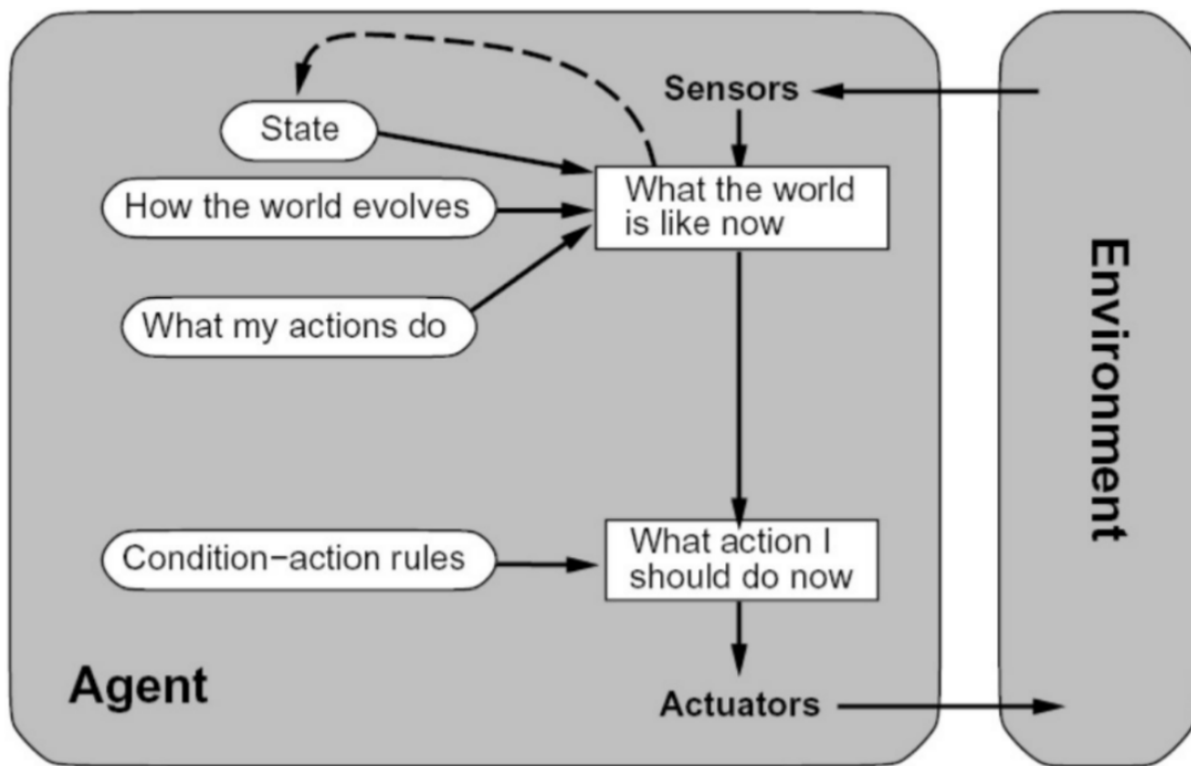 Sensors
State
What the world
is like now
How the world evolves
What my actions do
Condition−action rules
What action I
should do now
Agent
Actuators
Environment